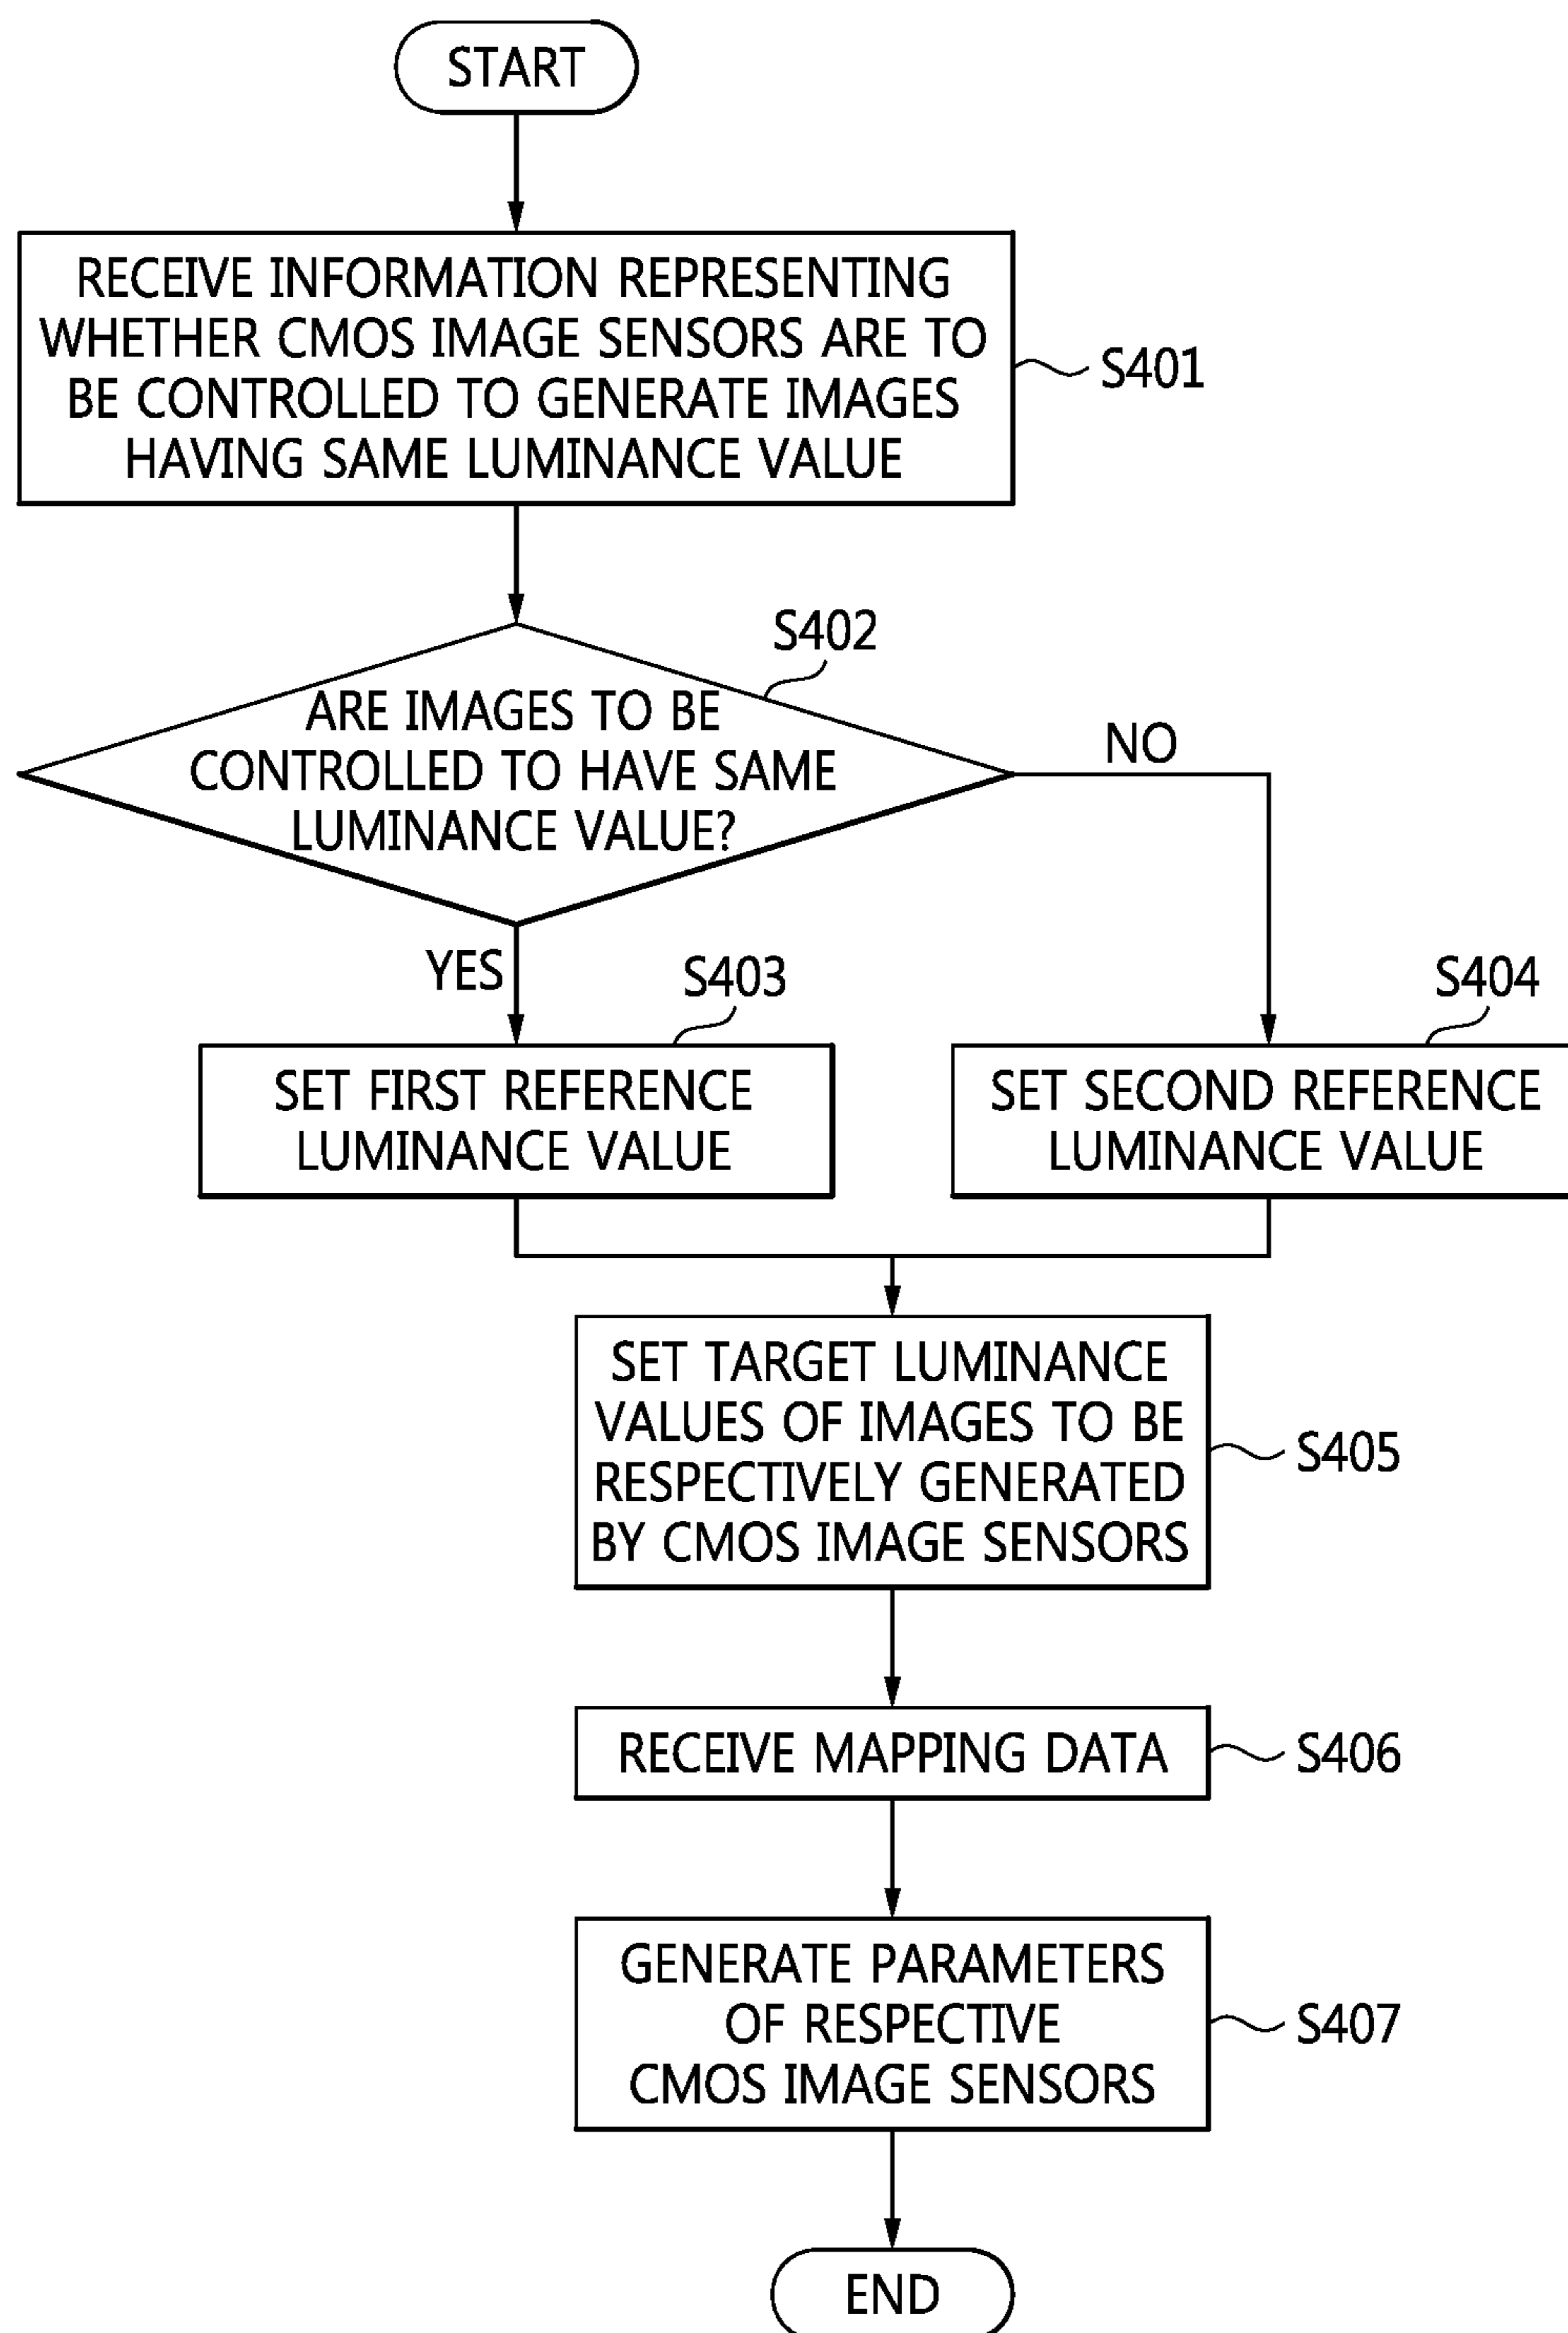 START
RECEIVE INFORMATION REPRESENTING
WHETHER CMOS IMAGE SENSORS ARE TO
BE CONTROLLED TO GENERATE IMAGES
HAVING SAME LUMINANCE VALUE
S401
S402
ARE IMAGES TO BE
CONTROLLED TO HAVE SAME
LUMINANCE VALUE?
NO
YES
S403
S404
SET FIRST REFERENCE
LUMINANCE VALUE
SET SECOND REFERENCE
LUMINANCE VALUE
SET TARGET LUMINANCE
VALUES OF IMAGES TO BE
RESPECTIVELY GENERATED
BY CMOS IMAGE SENSORS
S405
RECEIVE MAPPING DATA
S406
GENERATE PARAMETERS
OF RESPECTIVE
CMOS IMAGE SENSORS
S407
END